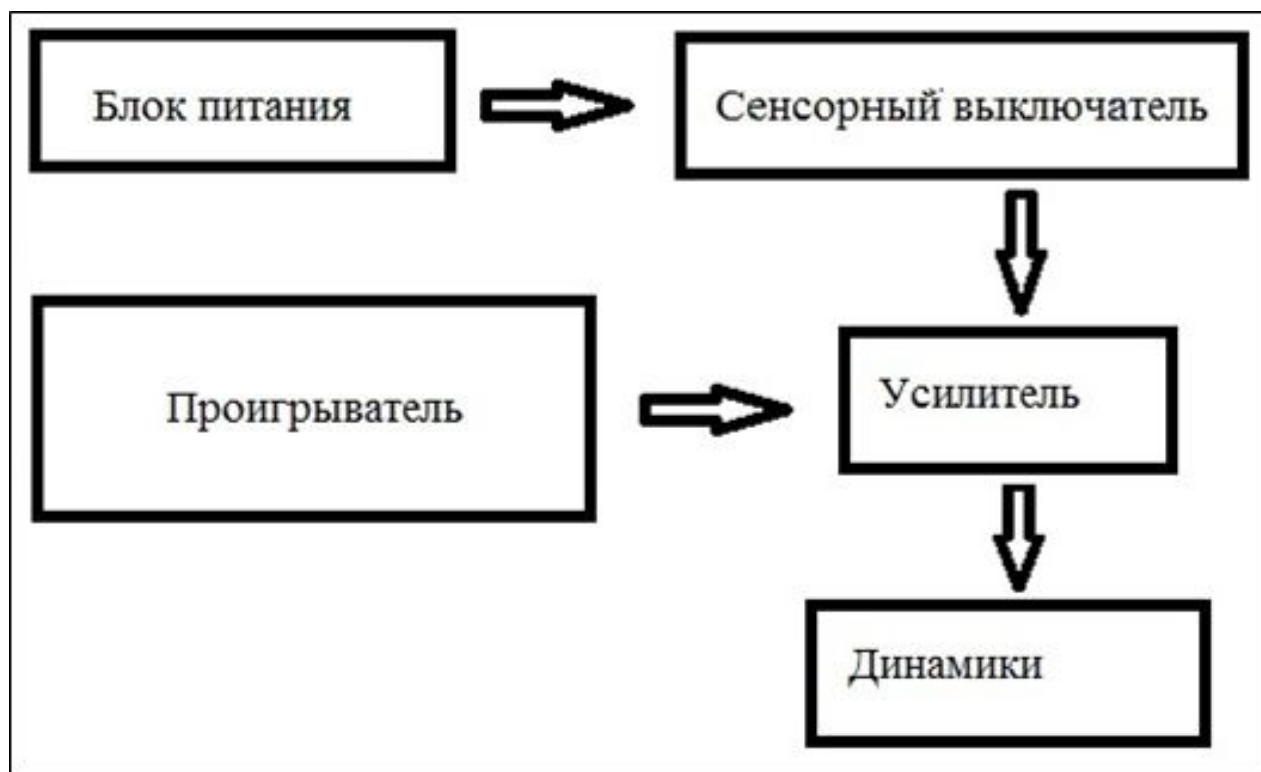 Блок питания
Сенсорный выключатель
Проигрыватель
Усилитель
Динамики